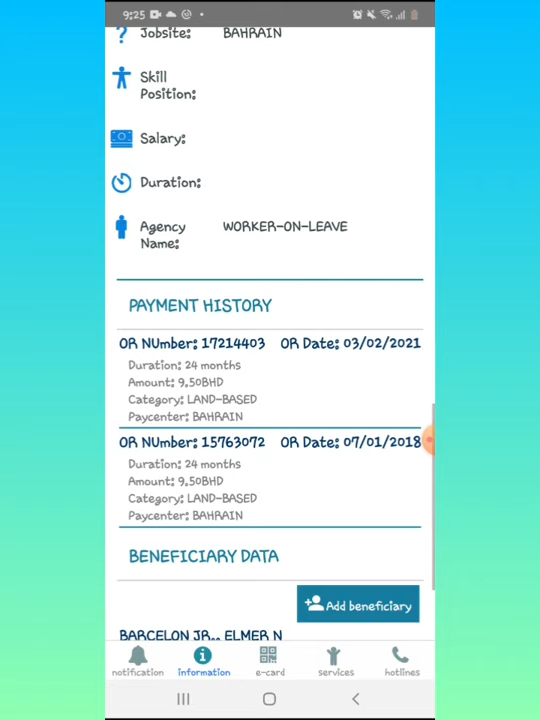 9:25
Jobsite: BAHRAIN
Skill
Position:
Salary:
Duration:
Agency WORKER-ON-LEAVE
Name:
PAYMENT HISTORY
OR NUmber: 17214403 OR Date: 03/02/2021
Duration: 24 months
Amount: 9.50BHD
Category: LAND-BASED
Paycenter: BAHRAIN
OR NUmber: 15763072 OR Date: 07/01/2018
Duration: 24 months
Amount: 9.50BHD
Category: LAND-BASED
Paycenter: BAHRAIN
BENEFICIARY DATA
Add beneficiary
BARCELON JR., ELMER N
notification information e-card services hotlines